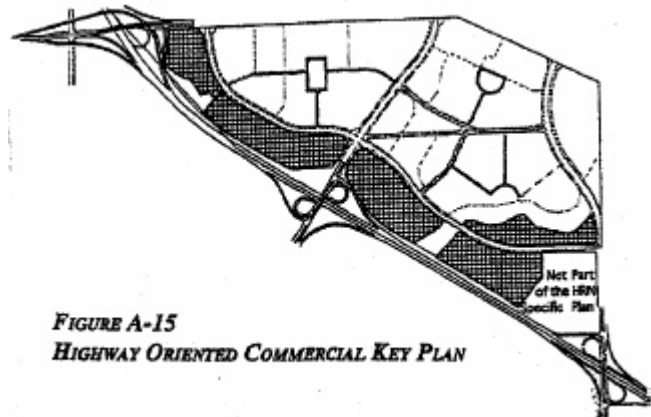 Not Part
of the HRN
pecific Plan
FIGURE A-15
HIGHWAY ORIENTED COMMERCIAL KEY PLAN